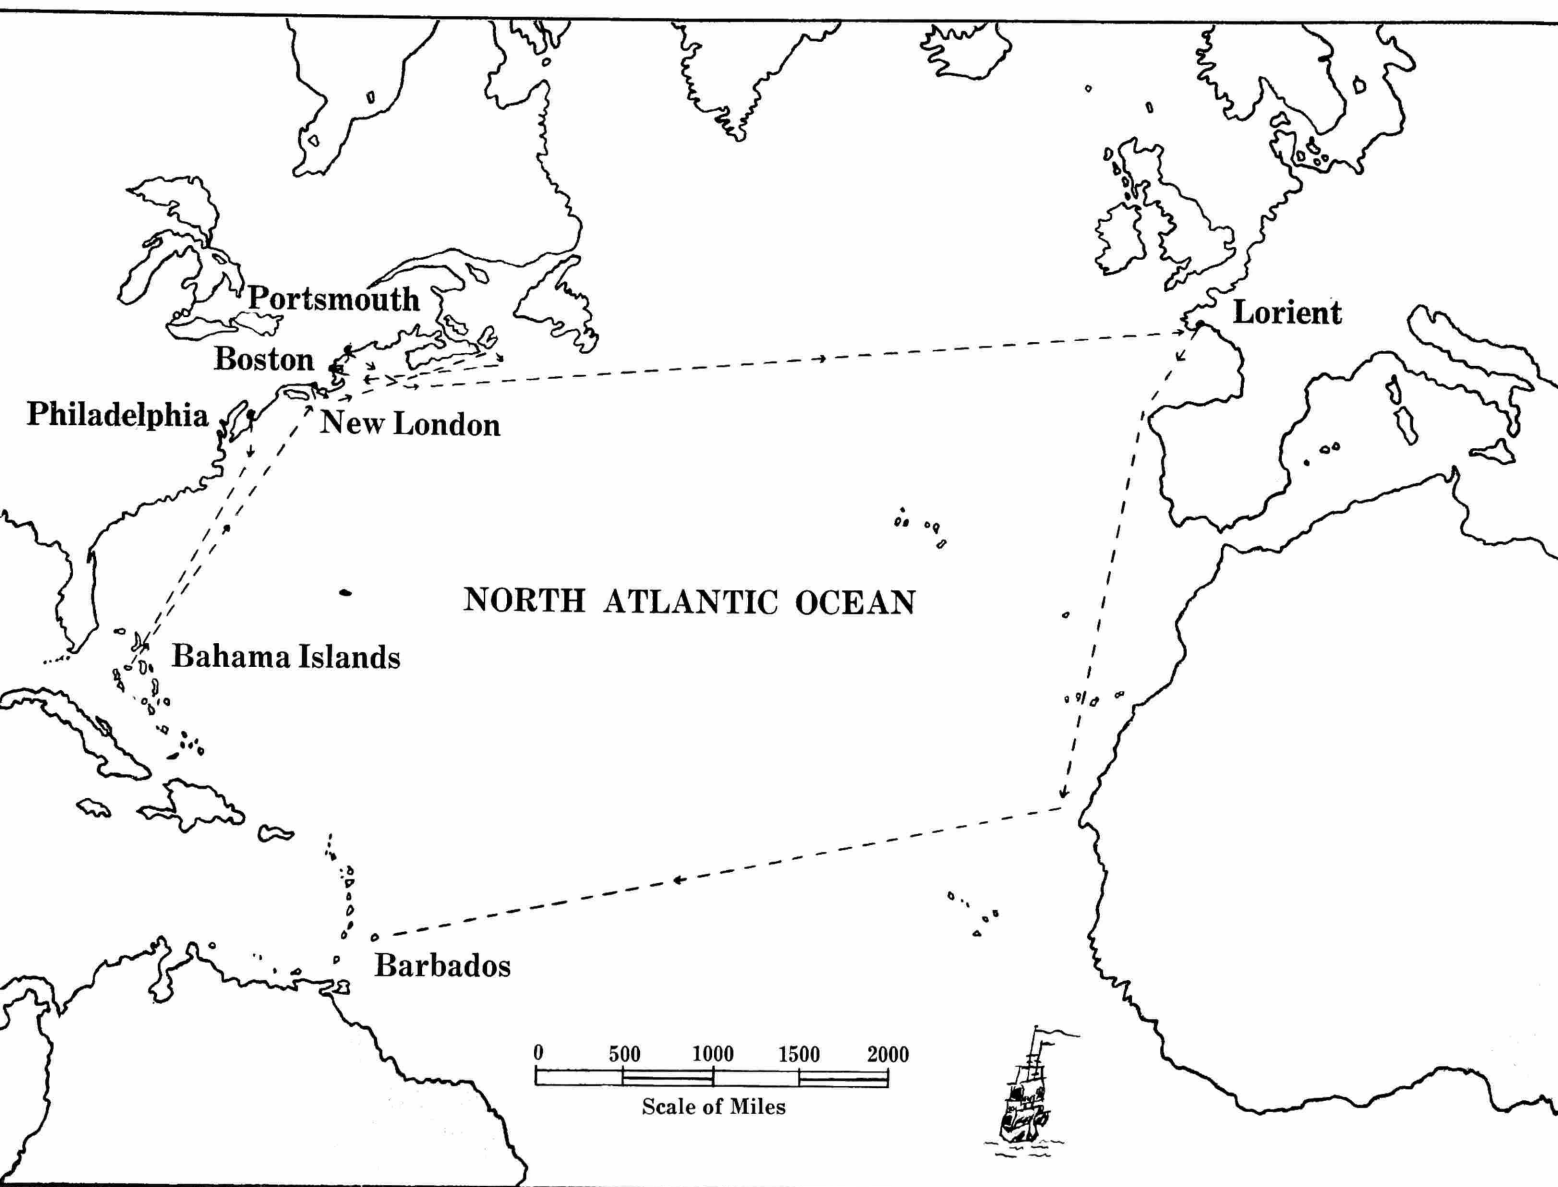 Portsmouth
Lorient
Boston
Philadelphia
New London
NORTH ATLANTIC OCEAN
Bahama Islands
Barbados
0 500 1000 1500 2000
Scale of Miles